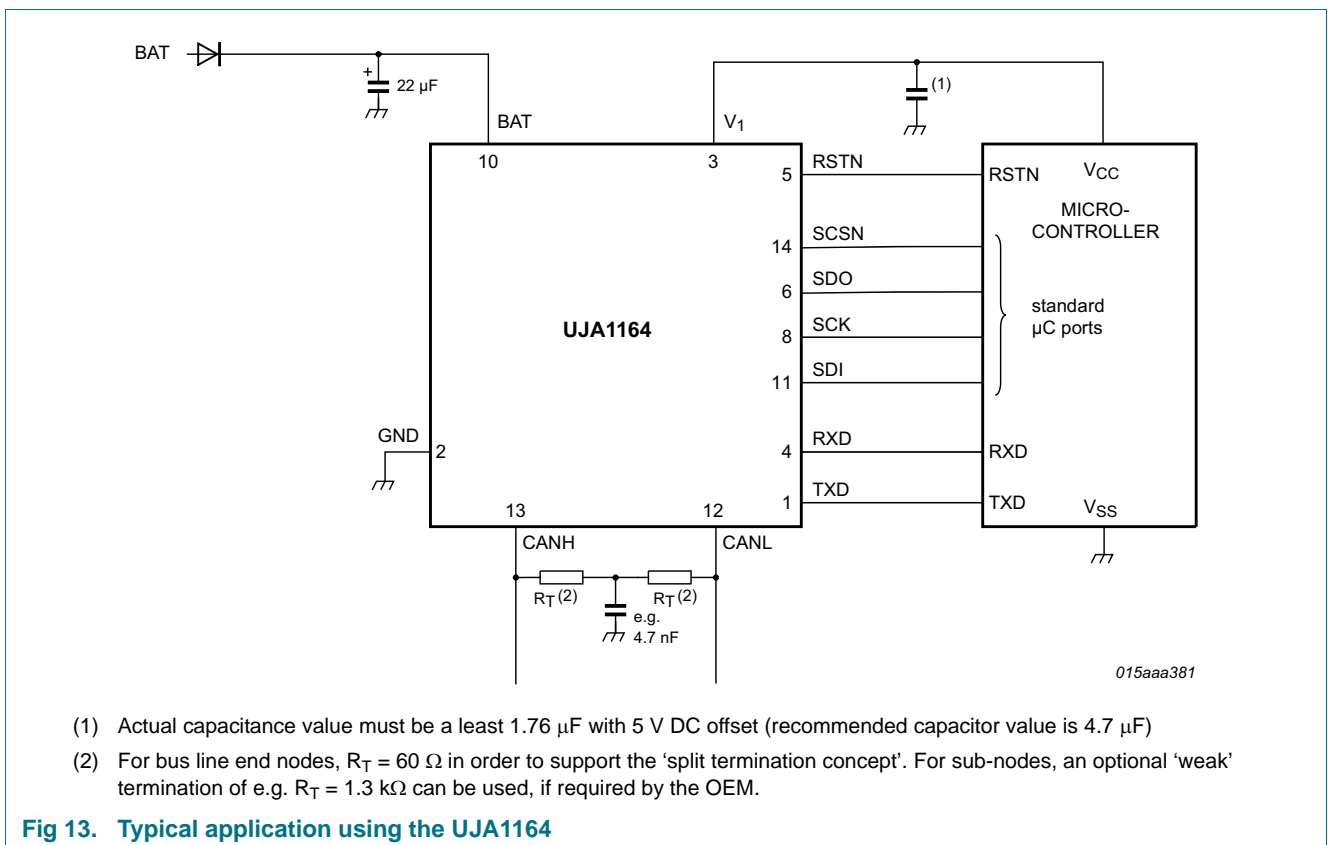 BAT
+
22 µF
(1)
BAT
V1
10
3
5
RSTN
RSTN
VCC
MICRO-
CONTROLLER
14
SCSN
6
SDO
standard
µC ports
UJA1164
8
SCK
11
SDI
GND
2
4
RXD
RXD
1
TXD
TXD
VSS
13
12
CANH
CANL
RT(2)
RT(2)
e.g.
4.7 nF
015aaa381
(1) Actual capacitance value must be a least 1.76 µF with 5 V DC offset (recommended capacitor value is 4.7 µF)
(2) For bus line end nodes, RT = 60 Ω in order to support the ‘split termination concept’. For sub-nodes, an optional ‘weak’
termination of e.g. RT = 1.3 kΩ can be used, if required by the OEM.
Fig 13. Typical application using the UJA1164